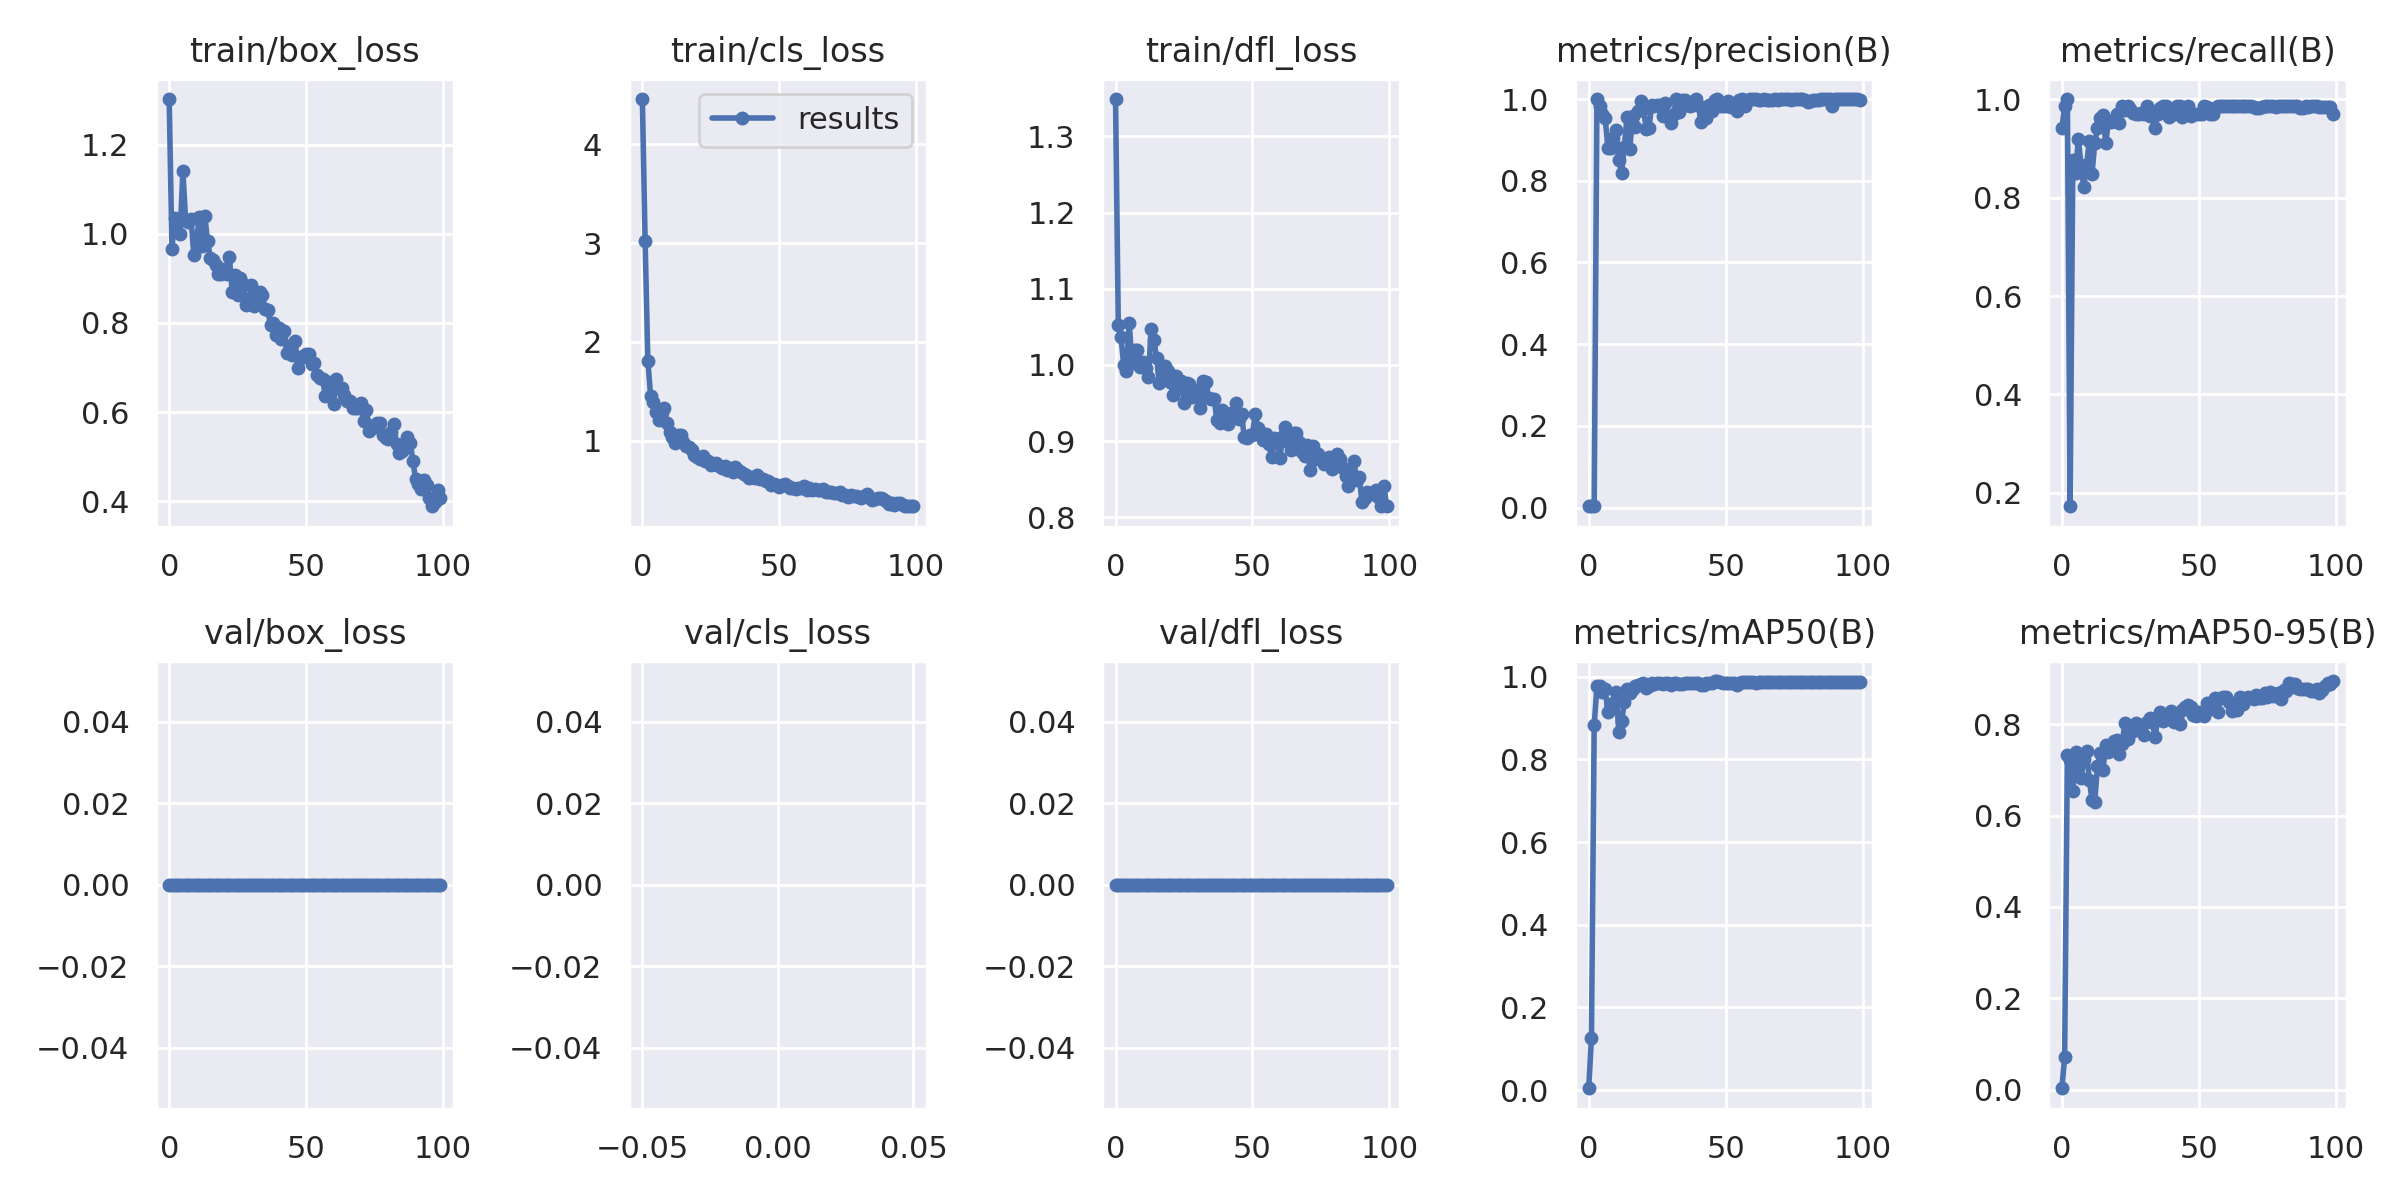 train/box_loss
1.2
1.0
0.8
0.6
0.4
0 50 100
train/cls_loss
results
4
3
2
1
0 50 100
train/dfl_loss
1.3
1.2
1.1
1.0
0.9
0.8
0 50 100
metrics/precision(B)
1.0
0.8
0.6
0.4
0.2
0.0
0 50 100
metrics/recall(B)
1.0
0.8
0.6
0.4
0.2
0 50 100
val/box_loss
0.04
0.02
0.00
−0.02
−0.04
0 50 100
val/cls_loss
0.04
0.02
0.00
−0.02
−0.04
−0.05 0.00 0.05
val/dfl_loss
0.04
0.02
0.00
−0.02
−0.04
0 50 100
metrics/mAP50(B)
1.0
0.8
0.6
0.4
0.2
0.0
0 50 100
metrics/mAP50-95(B)
0.8
0.6
0.4
0.2
0.0
0 50 100